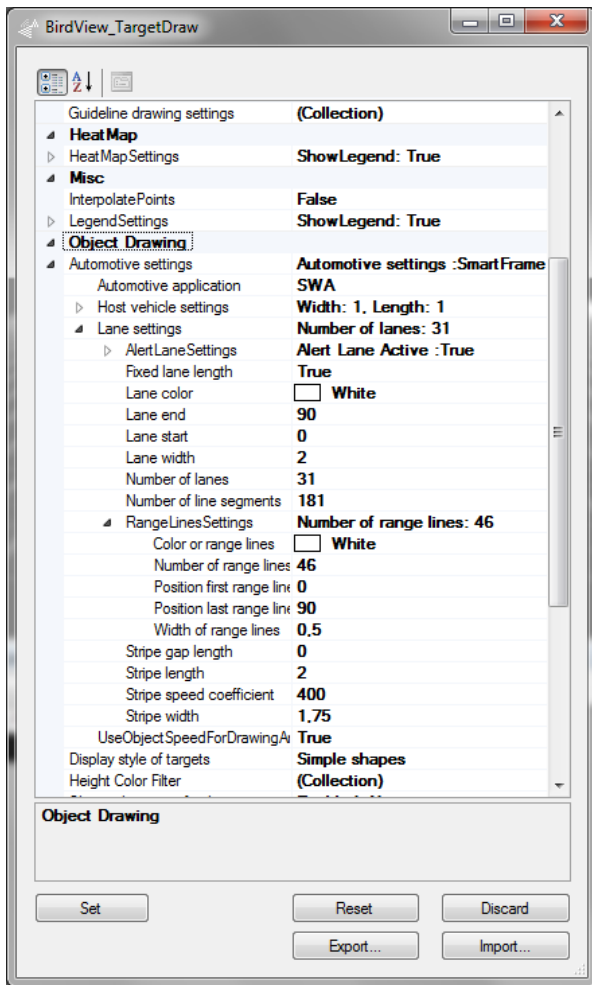 BirdView_TargetDraw
Guideline drawing settings (Collection)
HeatMap
HeatMapSettings ShowLegend: True
Misc
InterpolatePoints False
LegendSettings ShowLegend: True
Object Drawing
Automotive settings Automotive settings :SmartFrame
Automotive application SWA
Host vehicle settings Width: 1, Length: 1
Lane settings Number of lanes: 31
AlertLaneSettings Alert Lane Active :True
Fixed lane length True
Lane color White
Lane end 90
Lane start 0
Lane width 2
Number of lanes 31
Number of line segments 181
RangeLinesSettings Number of range lines: 46
Color or range lines White
Number of range lines 46
Position first range line 0
Position last range line 90
Width of range lines 0,5
Stripe gap length 0
Stripe length 2
Stripe speed coefficient 400
Stripe width 1,75
UseObjectSpeedForDrawingA True
Display style of targets Simple shapes
Height Color Filter (Collection)
Object Drawing
Set Reset Discard
Export... Import...